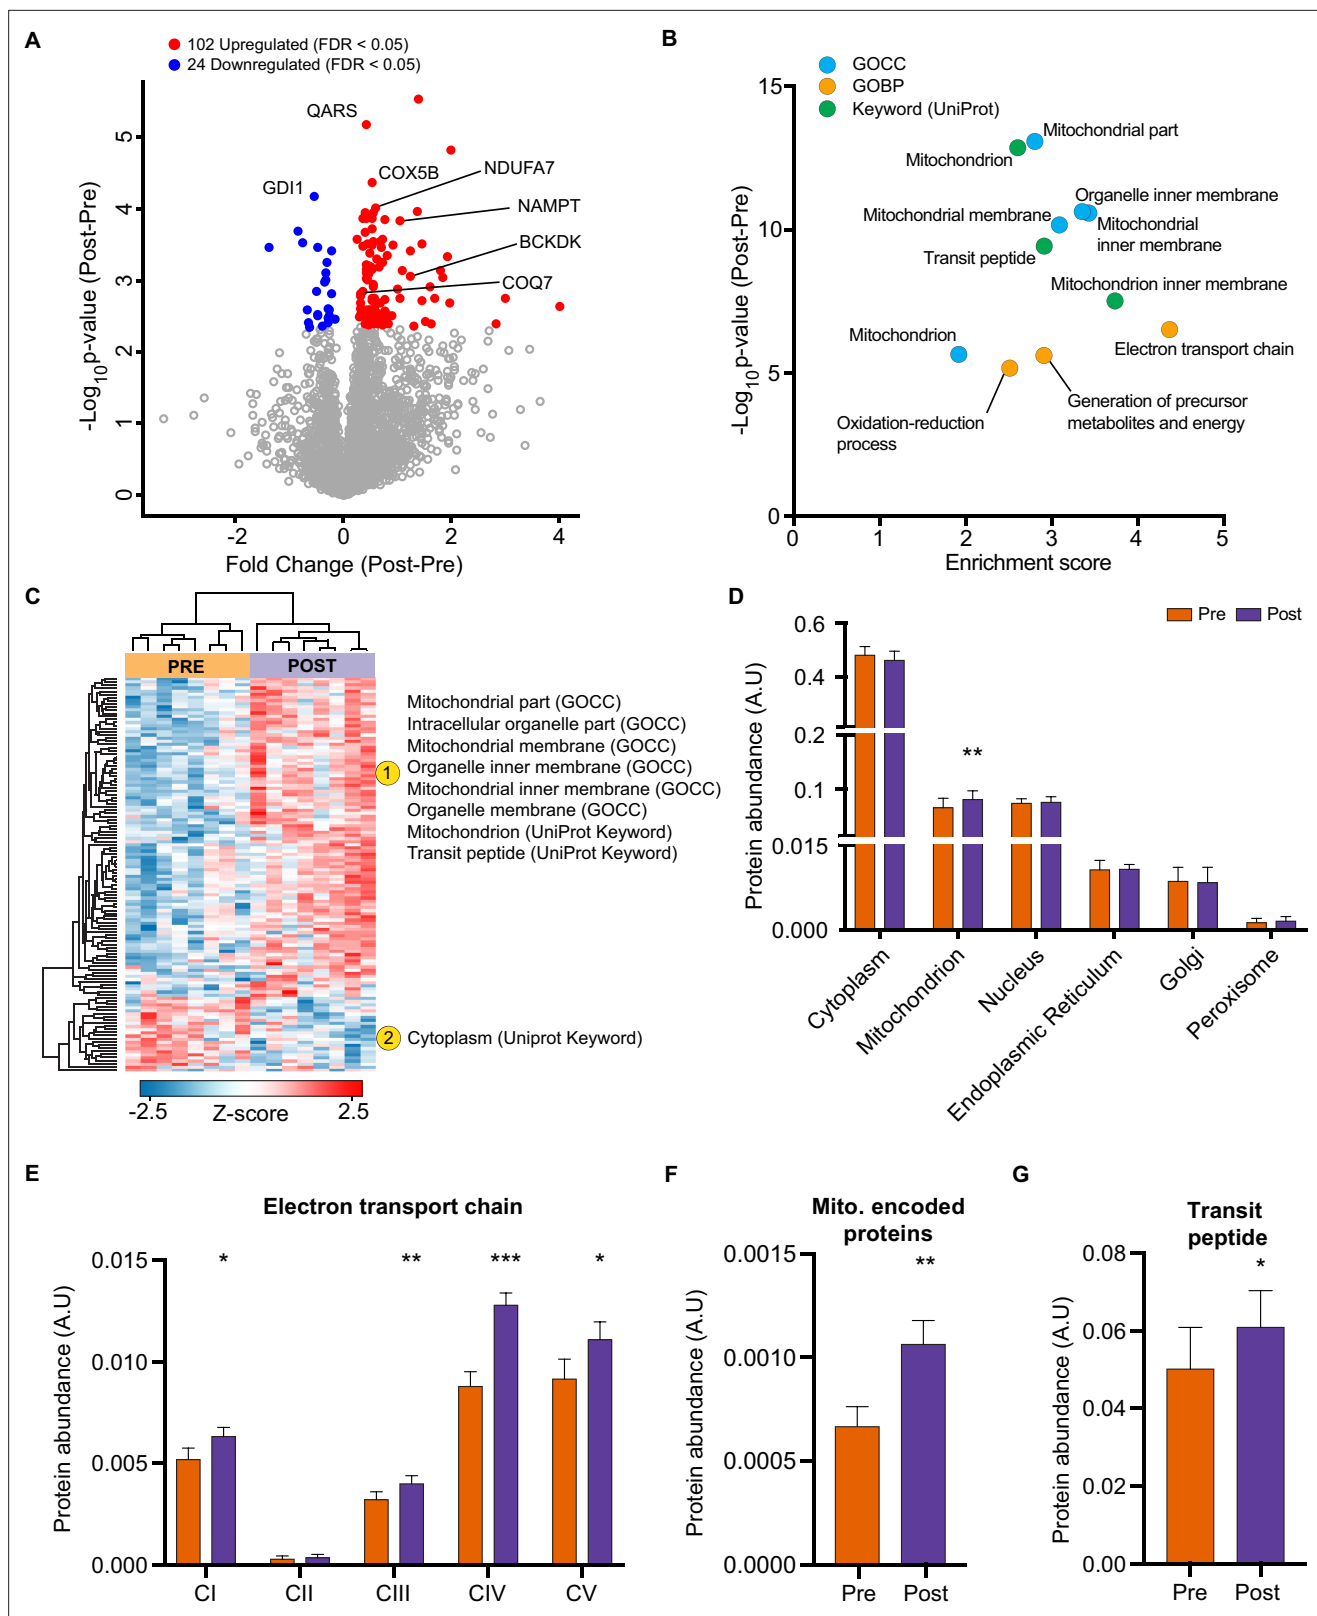 A
102 Upregulated (FDR < 0.05)
24 Downregulated (FDR < 0.05)
QARS
COX5B
NDUFA7
GDI1
NAMPT
BCKDK
COQ7
-Log10p-value (Post-Pre)
5
4
3
2
1
0
-2
0
2
4
Fold Change (Post-Pre)
B
GOCC
GOBP
Keyword (UniProt)
Mitochondrial part
Mitochondrion
Organelle inner membrane
Mitochondrial membrane
Mitochondrial
inner membrane
Transit peptide
Mitochondrion inner membrane
Mitochondrion
Electron transport chain
Generation of precursor
metabolites and energy
Oxidation-reduction
process
-Log10p-value (Post-Pre)
15
10
5
0
0
1
2
3
4
5
Enrichment score
C
PRE
POST
Mitochondrial part (GOCC)
Intracellular organelle part (GOCC)
Mitochondrial membrane (GOCC)
1
Organelle inner membrane (GOCC)
Mitochondrial inner membrane (GOCC)
Organelle membrane (GOCC)
Mitochondrion (UniProt Keyword)
Transit peptide (UniProt Keyword)
2
Cytoplasm (Uniprot Keyword)
-2.5
Z-score
2.5
D
Pre
Post
Protein abundance (A.U)
0.6
0.4
0.2
0.1
0.015
0.000
**
Cytoplasm
Mitochondrion
Nucleus
Endoplasmic Reticulum
Golgi
Peroxisome
E
Electron transport chain
Protein abundance (A.U)
0.015
0.010
0.005
0.000
*
**
***
*
CI
CII
CIII
CIV
CV
F
Mito. encoded
proteins
Protein abundance (A.U)
0.0015
0.0010
0.0005
0.0000
**
Pre
Post
G
Transit
peptide
Protein abundance (A.U)
0.08
0.06
0.04
0.02
0.00
*
Pre
Post